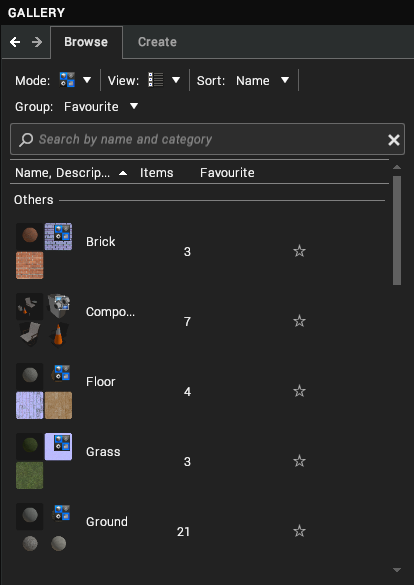 GALLERY
Browse Create
Mode: View: Sort: Name
Group: Favourite
Search by name and category
Name, Descrip... Items Favourite
Others
Brick 3
Compo... 7
Floor 4
Grass 3
Ground 21